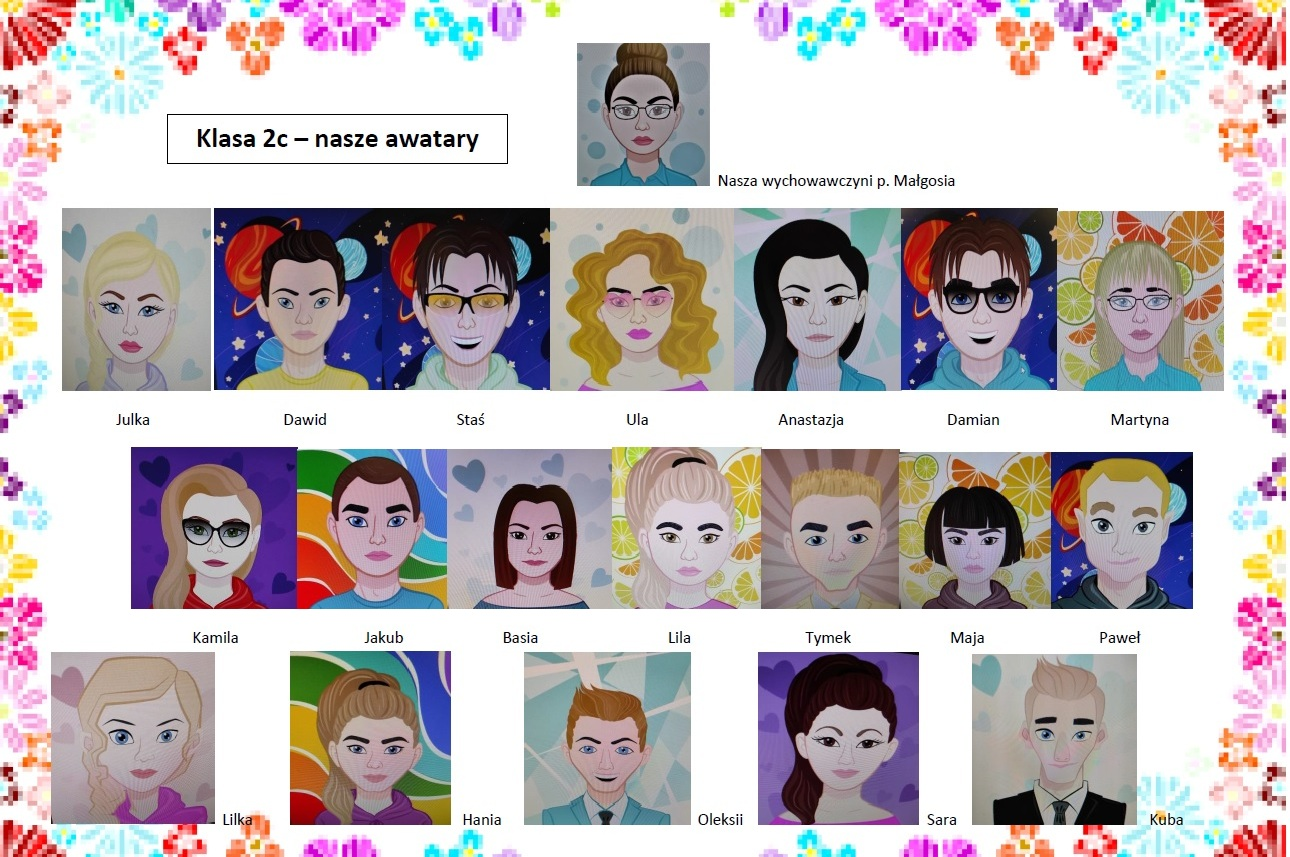 Klasa 2c – nasze awatary
Nasza wychowawczyni p. Małgosia
Julka Dawid Staś Ula Anastazja Damian Martyna
Kamila Jakub Basia Lila Tymek Maja Paweł
Lilka Hania Oleksii Sara Kuba